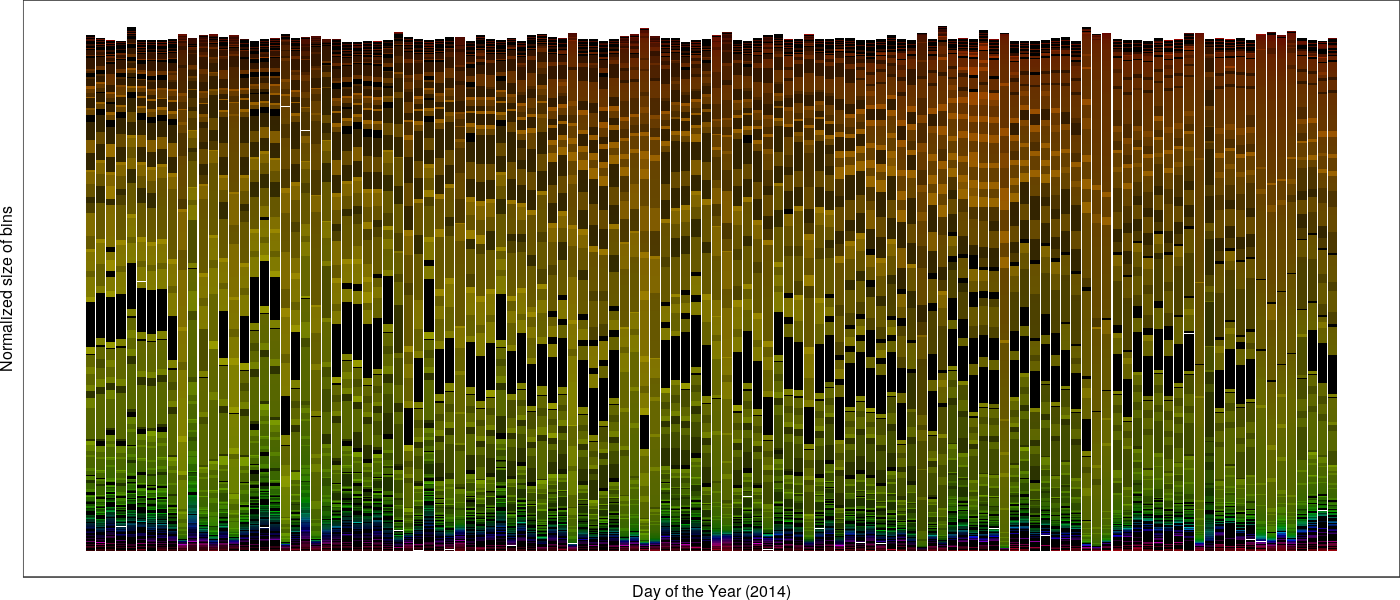 Normalized size of bins
Day of the Year (2014)